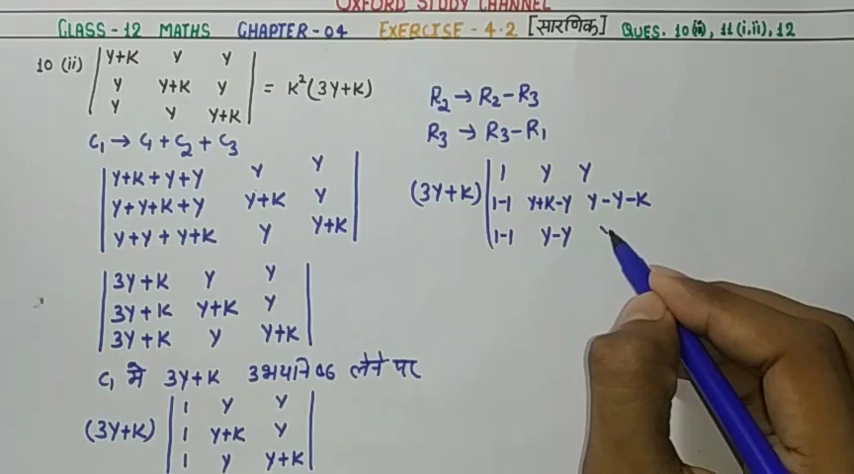 OXFORD STUDY CHANNEL
CLASS-12 MATHS CHAPTER-04 EXERCISE-4.2 [सारणिक] QUES. 10(ii), 11(i,ii), 12
10 (ii) | Y+K Y Y |
| Y Y+K Y | = K²(3Y+K)
| Y Y Y+K |
C₁ → C₁ + C₂ + C₃
| Y+K+Y+Y Y Y |
| Y+Y+K+Y Y+K Y |
| Y+Y+Y+K Y Y+K |
| 3Y+K Y Y |
| 3Y+K Y+K Y |
| 3Y+K Y Y+K |
C₁ मे 3Y+K उभयनिष्ठ लेने पर
| 1 Y Y |
(3Y+K) | 1 Y+K Y |
| 1 Y Y+K |
R₂ → R₂-R₃
R₃ → R₃-R₁
| 1 Y Y
(3Y+K) | 1-1 Y+K-Y Y-Y-K
| 1-1 Y-Y